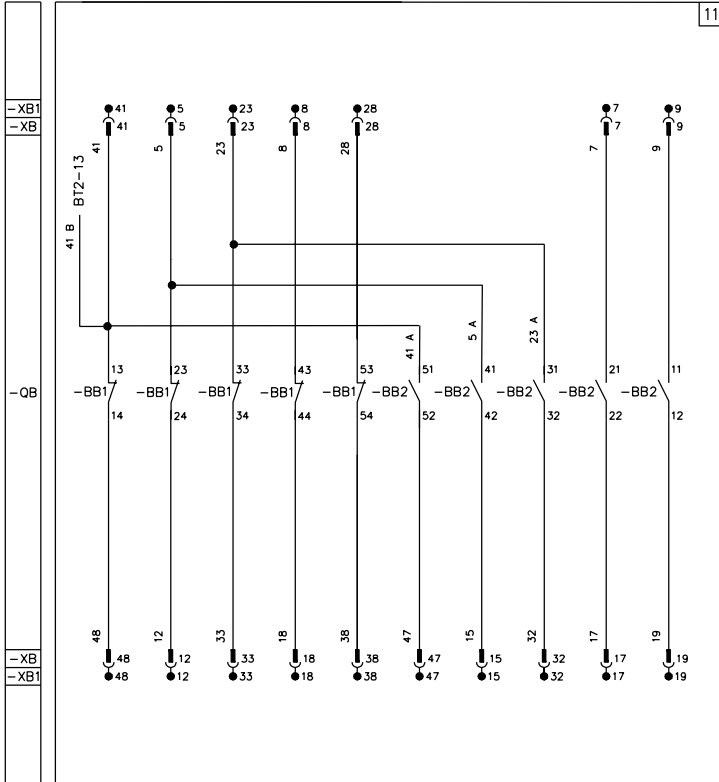 11
-XB1 41 5 23 8 28 7 9
-XB 41 5 23 8 28 7 9
41 5 23 8 28 7 9
BT2-13
41 B
41 A 5 A 23 A
13 23 33 43 53 51 41 31 21 11
-QB -BB1 -BB1 -BB1 -BB1 -BB1 -BB2 -BB2 -BB2 -BB2 -BB2
14 24 34 44 54 52 42 32 22 12
48 12 33 18 38 47 15 32 17 19
-XB 48 12 33 18 38 47 15 32 17 19
-XB1 48 12 33 18 38 47 15 32 17 19